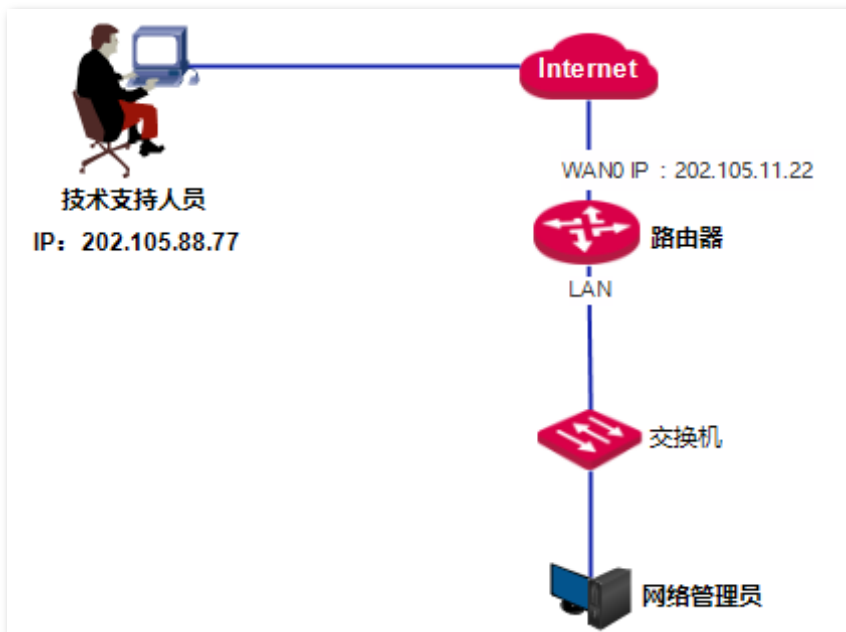 Internet
WAN0 IP：202.105.11.22
技术支持人员
IP：202.105.88.77
路由器
LAN
交换机
网络管理员